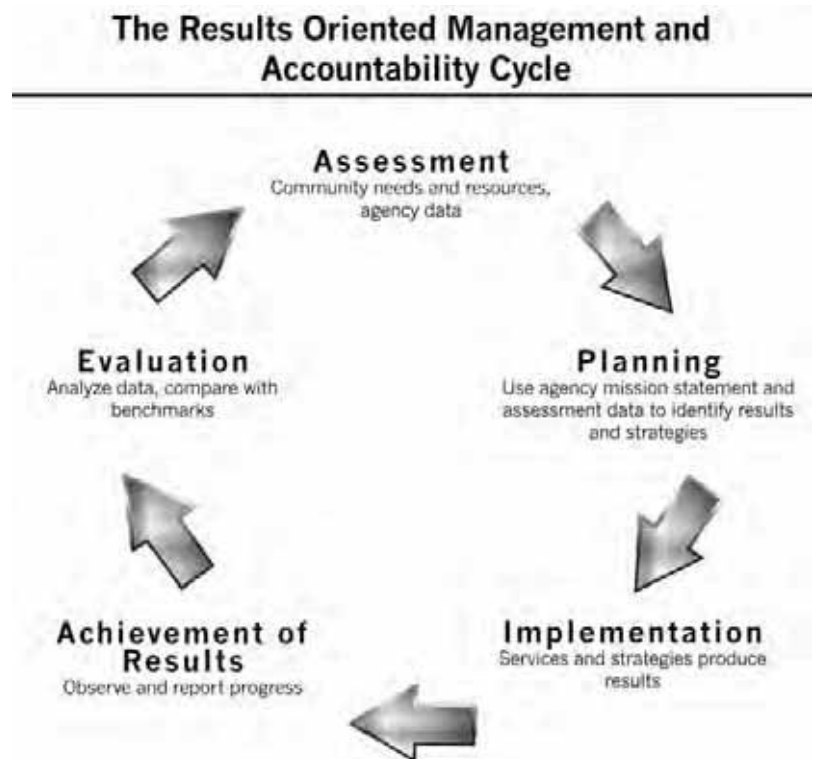 The Results Oriented Management and
Accountability Cycle
Assessment
Community needs and resources,
agency data
Planning
Use agency mission statement and
assessment data to identify results
and strategies
Implementation
Services and strategies produce
results
Achievement of
Results
Observe and report progress
Evaluation
Analyze data, compare with
benchmarks